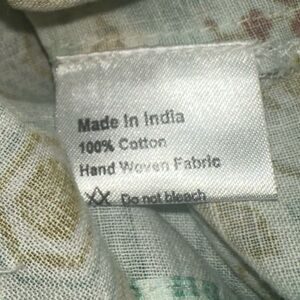 Made In India
100% Cotton
Hand Woven Fabric
Do not bleach